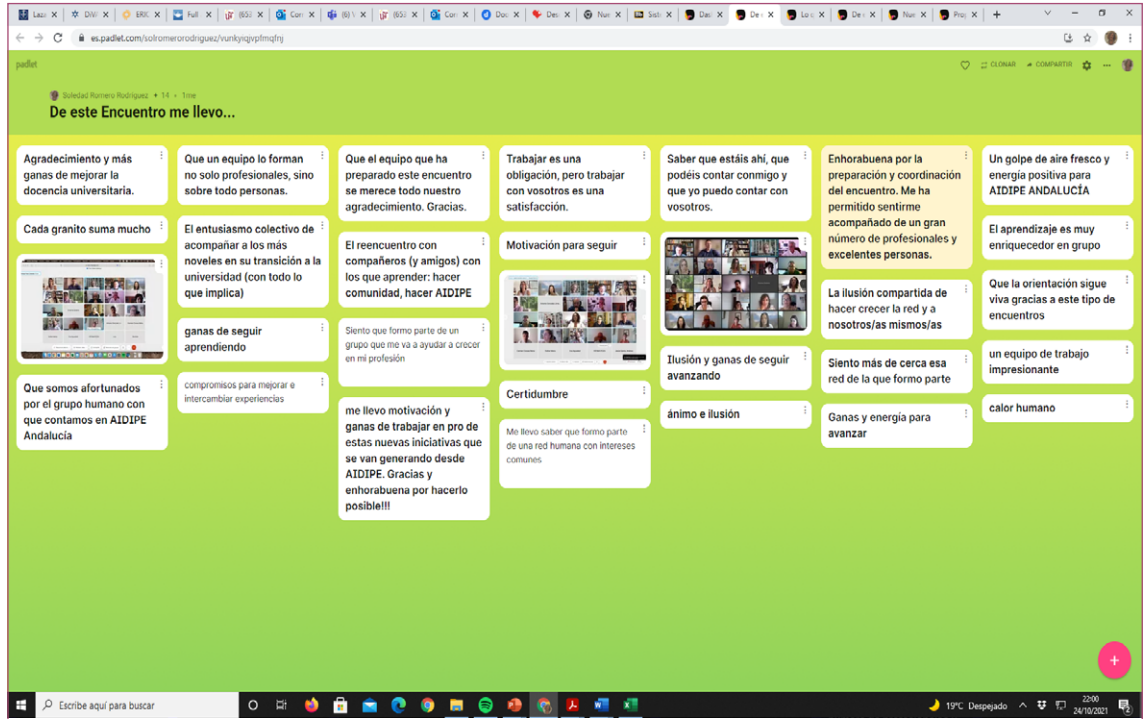 es.padlet.com/solromerorodriguez/vunkyiqjvpfmqfnj
padlet
CLONAR
COMPARTIR
Soledad Romero Rodríguez • 14 • 1me
De este Encuentro me llevo...
Agradecimiento y más
ganas de mejorar la
docencia universitaria.
Cada granito suma mucho
Que somos afortunados
por el grupo humano con
que contamos en AIDIPE
Andalucía
Que un equipo lo forman
no solo profesionales, sino
sobre todo personas.
El entusiasmo colectivo de
acompañar a los más
noveles en su transición a la
universidad (con todo lo
que implica)
ganas de seguir
aprendiendo
compromisos para mejorar e
intercambiar experiencias
Que el equipo que ha
preparado este encuentro
se merece todo nuestro
agradecimiento. Gracias.
El reencuentro con
compañeros (y amigos) con
los que aprender: hacer
comunidad, hacer AIDIPE
Siento que formo parte de un
grupo que me va a ayudar a crecer
en mi profesión
me llevo motivación y
ganas de trabajar en pro de
estas nuevas iniciativas que
se van generando desde
AIDIPE. Gracias y
enhorabuena por hacerlo
posible!!!
Trabajar es una
obligación, pero trabajar
con vosotros es una
satisfacción.
Motivación para seguir
Certidumbre
Me llevo saber que formo parte
de una red humana con intereses
comunes
Saber que estáis ahí, que
podéis contar conmigo y
que yo puedo contar con
vosotros.
Ilusión y ganas de seguir
avanzando
ánimo e ilusión
Enhorabuena por la
preparación y coordinación
del encuentro. Me ha
permitido sentirme
acompañado de un gran
número de profesionales y
excelentes personas.
La ilusión compartida de
hacer crecer la red y a
nosotros/as mismos/as
Siento más de cerca esa
red de la que formo parte
Ganas y energía para
avanzar
Un golpe de aire fresco y
energía positiva para
AIDIPE ANDALUCÍA
El aprendizaje es muy
enriquecedor en grupo
Que la orientación sigue
viva gracias a este tipo de
encuentros
un equipo de trabajo
impresionante
calor humano
Escribe aquí para buscar
19°C Despejado
22:00
24/10/2021